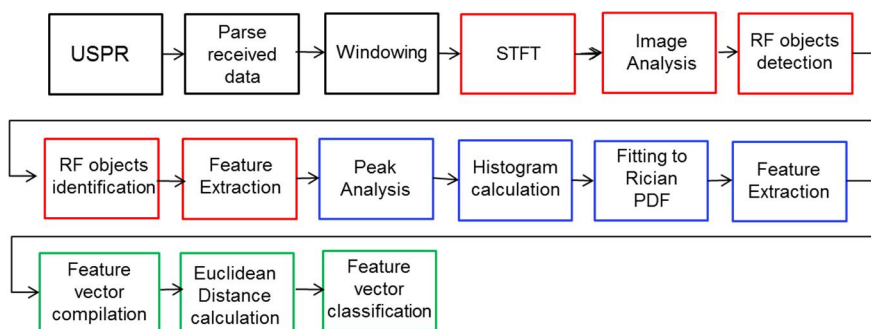 USPR
Parse
received
data
Windowing
STFT
Image
Analysis
RF objects
detection
RF objects
identification
Feature
Extraction
Peak
Analysis
Histogram
calculation
Fitting to
Rician
PDF
Feature
Extraction
Feature
vector
compilation
Euclidean
Distance
calculation
Feature
vector
classification